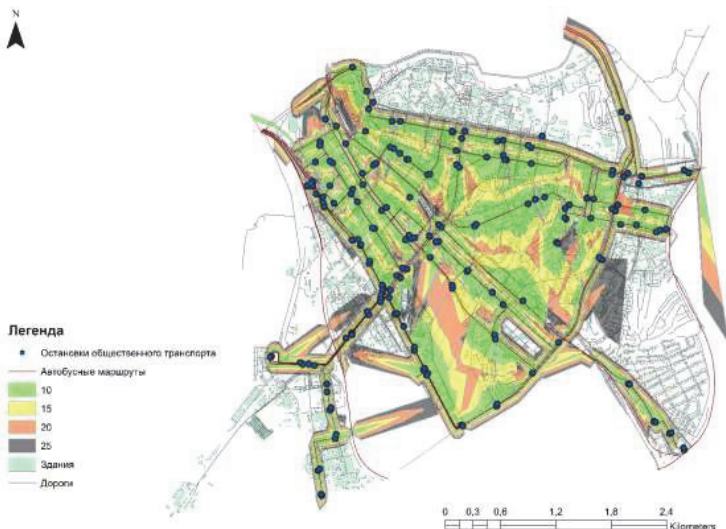 N
Легенда
Остановки общественного транспорта
Автобусные маршруты
10
15
20
25
Здания
Дороги
0 0,3 0,6 1,2 1,8 2,4
Kilometers